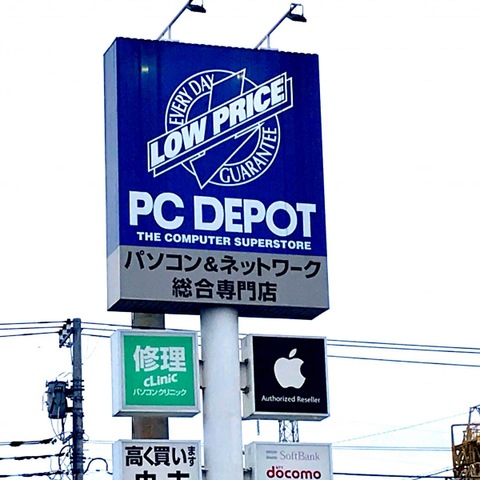 EVERY DAY
LOW PRICE
GUARANTEE
PC DEPOT
THE COMPUTER SUPERSTORE
パソコン&ネットワーク
総合専門店
修理
cLinic
パソコンクリニック
Authorized Reseller
高く買います
SoftBank
docomo